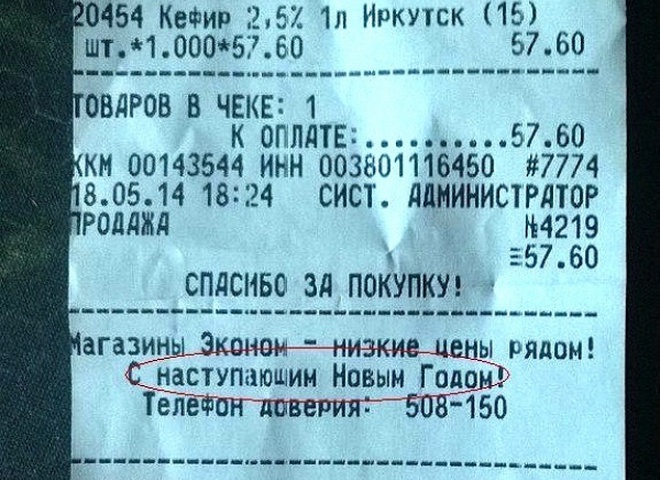 20454 Кефир 2,5% 1л Иркутск (15)
шт.*1.000*57.60 57.60
ТОВАРОВ В ЧЕКЕ: 1
К ОПЛАТЕ:..........57.60
ККМ 00143544 ИНН 003801116450 #7774
18.05.14 18:24 СИСТ. АДМИНИСТРАТОР
ПРОДАЖА №4219
≡57.60
СПАСИБО ЗА ПОКУПКУ!
Магазины Эконом - низкие цены рядом!
С наступающим Новым Годом!
Телефон доверия: 508-150